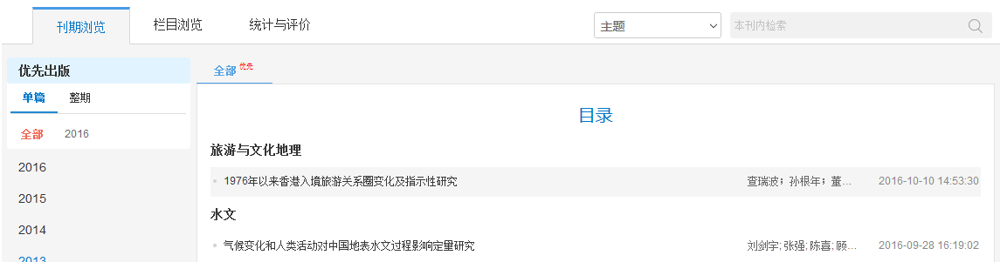 刊期浏览 栏目浏览 统计与评价 主题 本刊内检索
优先出版
单篇 整期
全部 2016
2016
2015
2014
2013
全部 优先
目录
旅游与文化地理
1976年以来香港入境旅游关系圈变化及指示性研究 查瑞波; 孙根年; 董... 2016-10-10 14:53:30
水文
气候变化和人类活动对中国地表水文过程影响定量研究 刘剑宇; 张强; 陈喜; 顾... 2016-09-28 16:19:02